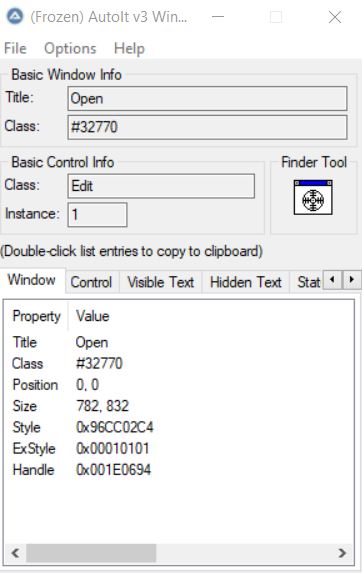 (Frozen) AutoIt v3 Win...
File Options Help
Basic Window Info
Title: Open
Class: #32770
Basic Control Info
Class: Edit
Instance: 1
Finder Tool
(Double-click list entries to copy to clipboard)
Window Control Visible Text Hidden Text Stat
Property Value
Title Open
Class #32770
Position 0, 0
Size 782, 832
Style 0x96CC02C4
ExStyle 0x00010101
Handle 0x001E0694